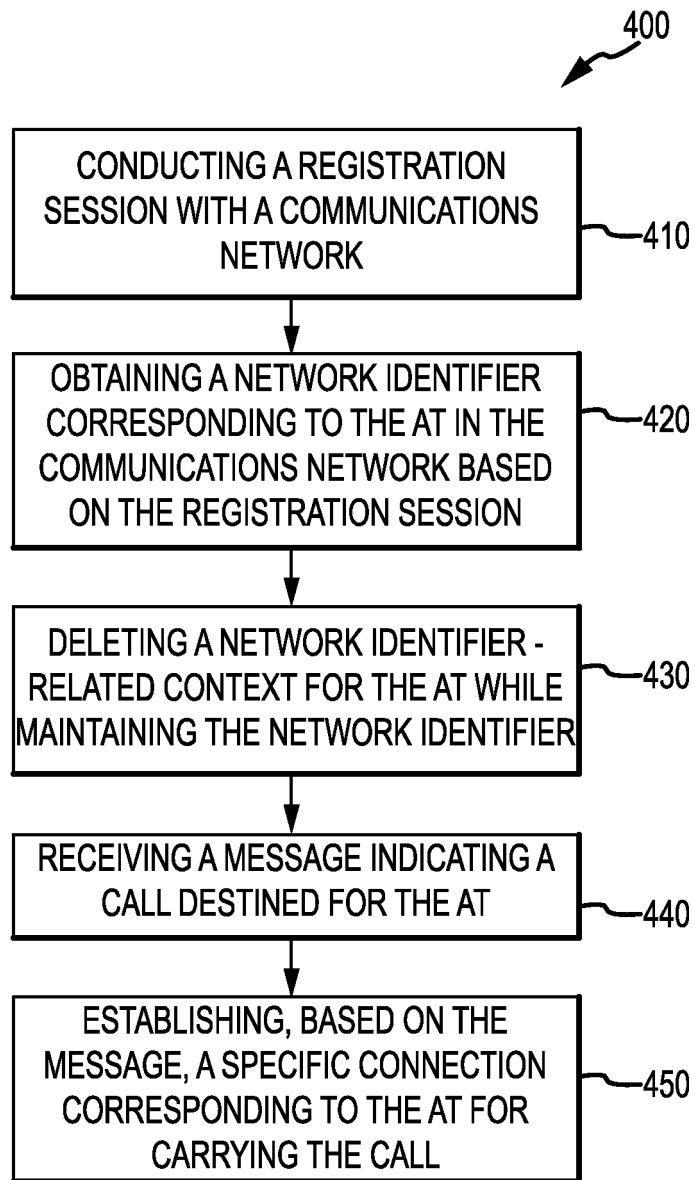 400
CONDUCTING A REGISTRATION
SESSION WITH A COMMUNICATIONS
NETWORK
410
OBTAINING A NETWORK IDENTIFIER
CORRESPONDING TO THE AT IN THE
COMMUNICATIONS NETWORK BASED
ON THE REGISTRATION SESSION
420
DELETING A NETWORK IDENTIFIER -
RELATED CONTEXT FOR THE AT WHILE
MAINTAINING THE NETWORK IDENTIFIER
430
RECEIVING A MESSAGE INDICATING A
CALL DESTINED FOR THE AT
440
ESTABLISHING, BASED ON THE
MESSAGE, A SPECIFIC CONNECTION
CORRESPONDING TO THE AT FOR
CARRYING THE CALL
450